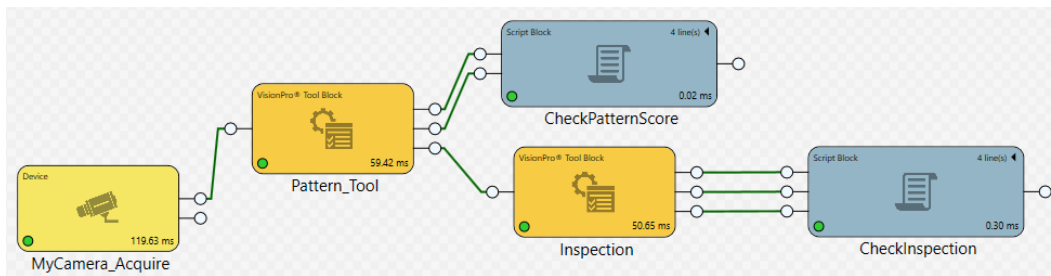 Script Block 4 line(s)
0.02 ms
CheckPatternScore
VisionPro® Tool Block
59.42 ms
Pattern_Tool
VisionPro® Tool Block
50.65 ms
Inspection
Script Block 4 line(s)
0.30 ms
CheckInspection
Device
119.63 ms
MyCamera_Acquire